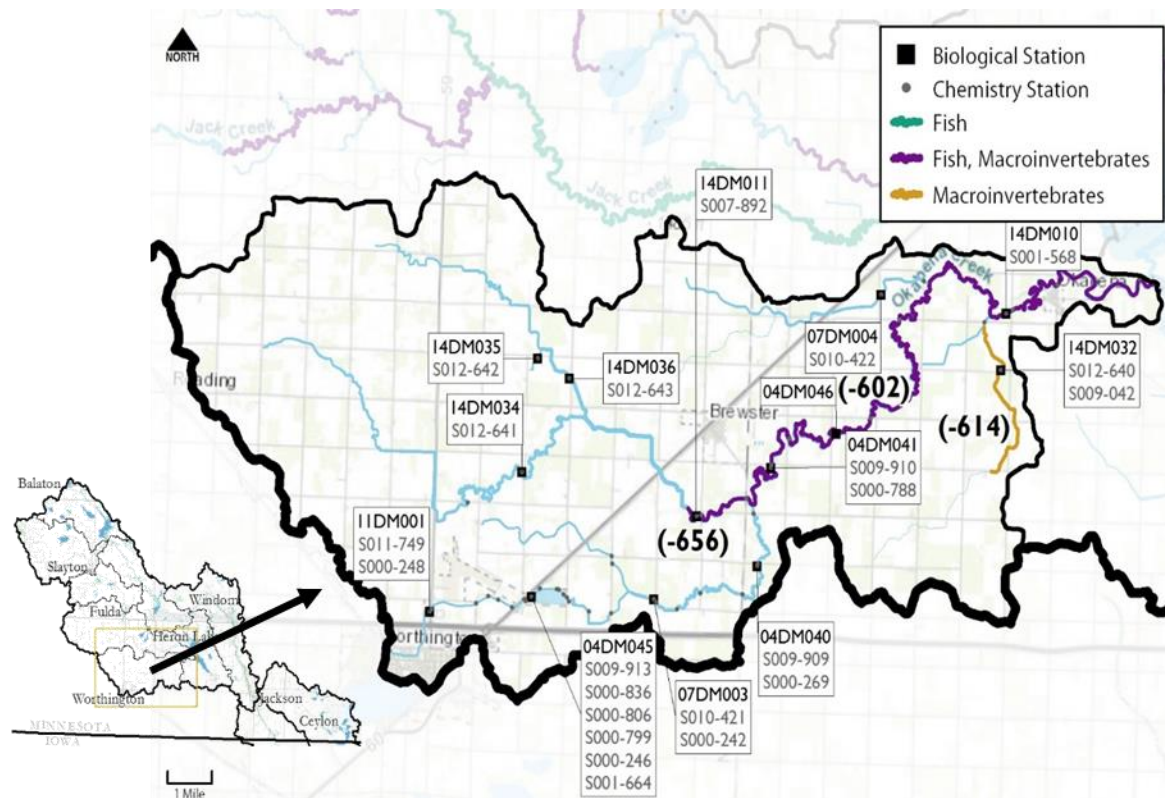 NORTH
Biological Station
Chemistry Station
Fish
Fish, Macroinvertebrates
Macroinvertebrates
Jack Creek
Jack Creek
14DM011
S007-892
14DM010
S001-568
Okabena Creek
07DM004
S010-422
14DM032
S012-640
S009-042
14DM035
S012-642
14DM036
S012-643
14DM034
S012-641
Brewster
04DM046
(-602)
(-614)
04DM041
S009-910
S000-788
(-656)
11DM001
S011-749
S000-248
orthington
04DM045
S009-913
S000-836
S000-806
S000-799
S000-246
S001-664
07DM003
S010-421
S000-242
04DM040
S009-909
S000-269
Balaton
Slayton
Fulda
Windom
Heron Lake
Worthington
Jackson
Ceylon
MINNESOTA
IOWA
60
1 Mile